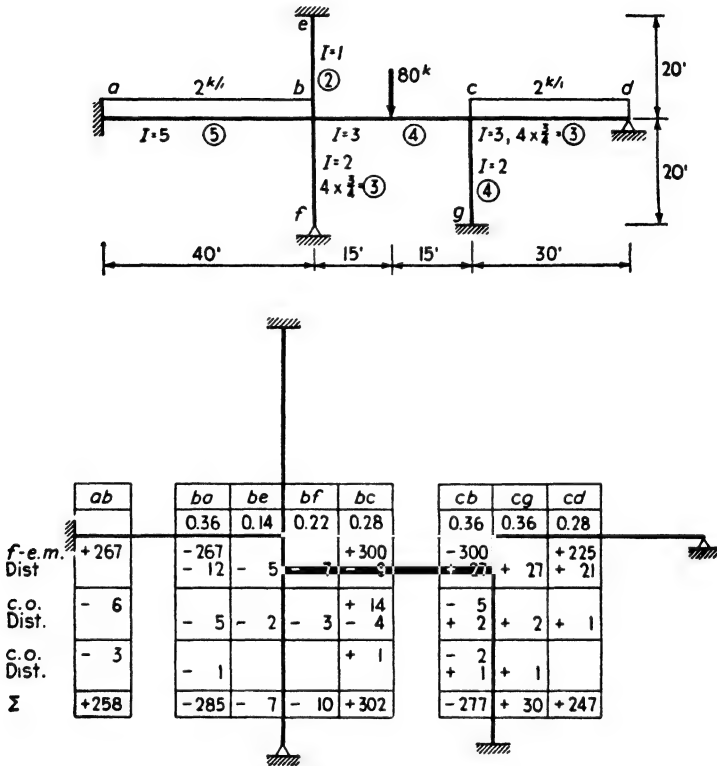 e
I=1
②
80ᵏ
20'
a 2ᵏ/' b c 2ᵏ/' d
I=5 ⑤ I=3 ④ I=3, 4 x ¾ = ③
I=2
4 x ¾ = ③
I=2
④
20'
f g
40' 15' 15' 30'
ab ba be bf bc cb cg cd
0.36 0.14 0.22 0.28 0.36 0.36 0.28
f-e.m. +267 -267 +300 -300 +225
Dist - 12 - 5 - 7 - 9 + 27 + 27 + 21
c.o. - 6 + 14 - 5
Dist. - 5 - 2 - 3 - 4 + 2 + 2 + 1
c.o. - 3 + 1 - 2
Dist. - 1 + 1 + 1
Σ +258 -285 - 7 - 10 +302 -277 + 30 +247